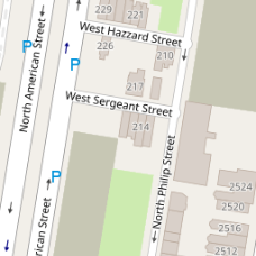 229
221
West Hazzard Street
226
210
P
P
North American Street
217
West Sergeant Street
214
North Philip Street
P
2524
2520
2516
2512
rican Street